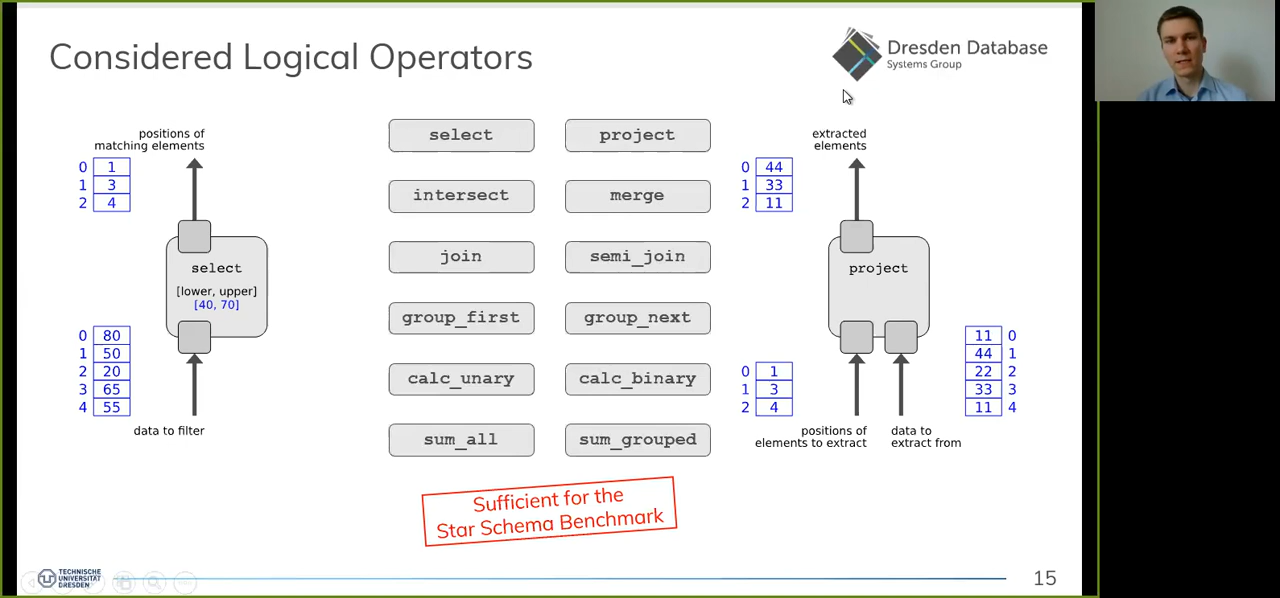 Considered Logical Operators
Dresden Database
Systems Group
positions of
matching elements
0 1
1 3
2 4
select
[lower, upper]
[40, 70]
0 80
1 50
2 20
3 65
4 55
data to filter
select project
intersect merge
join semi_join
group_first group_next
calc_unary calc_binary
sum_all sum_grouped
extracted
elements
0 44
1 33
2 11
project
0 1
1 3
2 4
11 0
44 1
22 2
33 3
11 4
positions of
elements to extract
data to
extract from
Sufficient for the
Star Schema Benchmark
TECHNISCHE
UNIVERSITÄT
DRESDEN
15